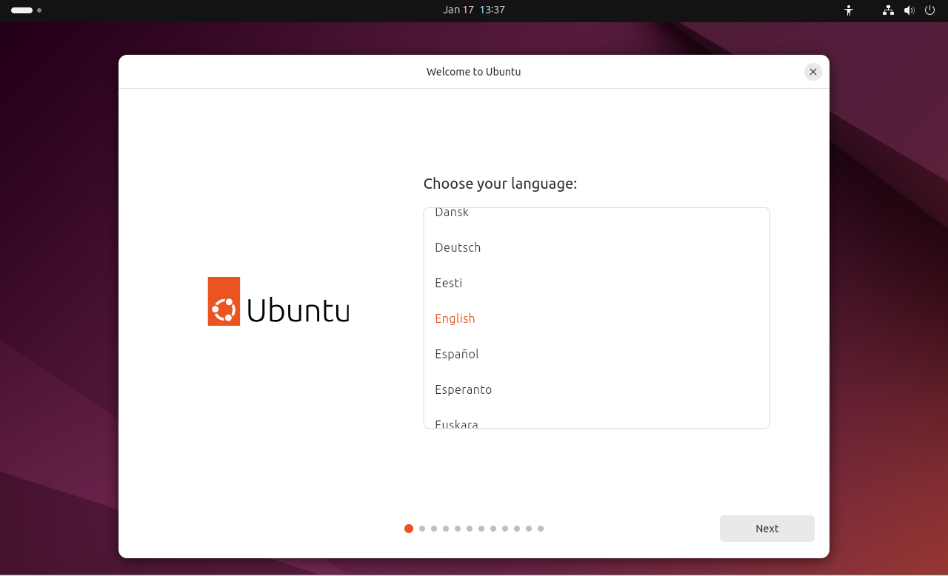 Jan 17 13:37
Welcome to Ubuntu
Choose your language:
Dansk
Deutsch
Eesti
English
Español
Esperanto
Euskara
Ubuntu
Next